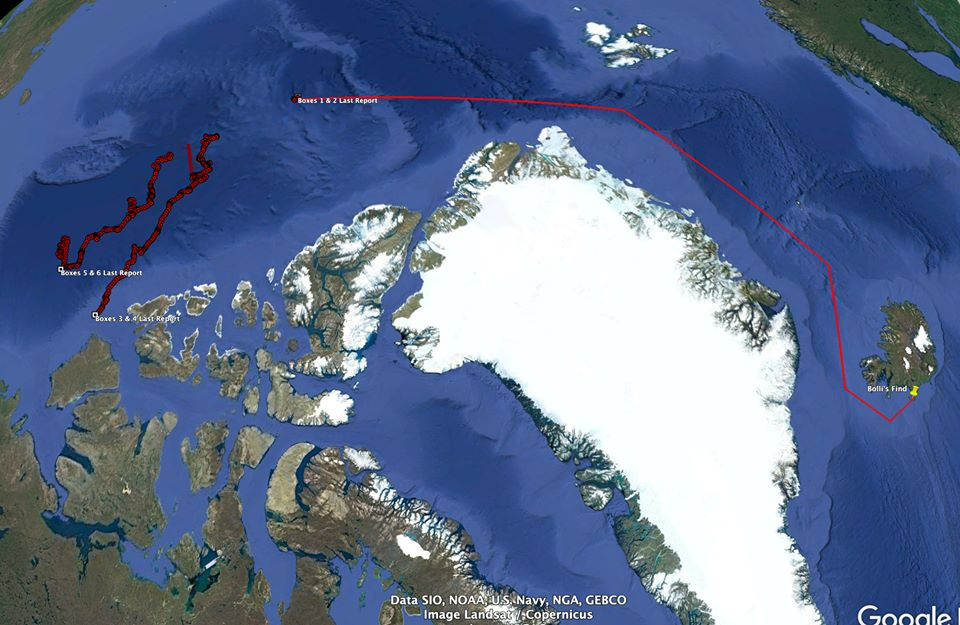 Boxes 1 & 2 Last Report
Boxes 5 & 6 Last Report
Boxes 3 & 4 Last Report
Bolli's Find
Data SIO, NOAA, U.S. Navy, NGA, GEBCO
Image Landsat / Copernicus
Google